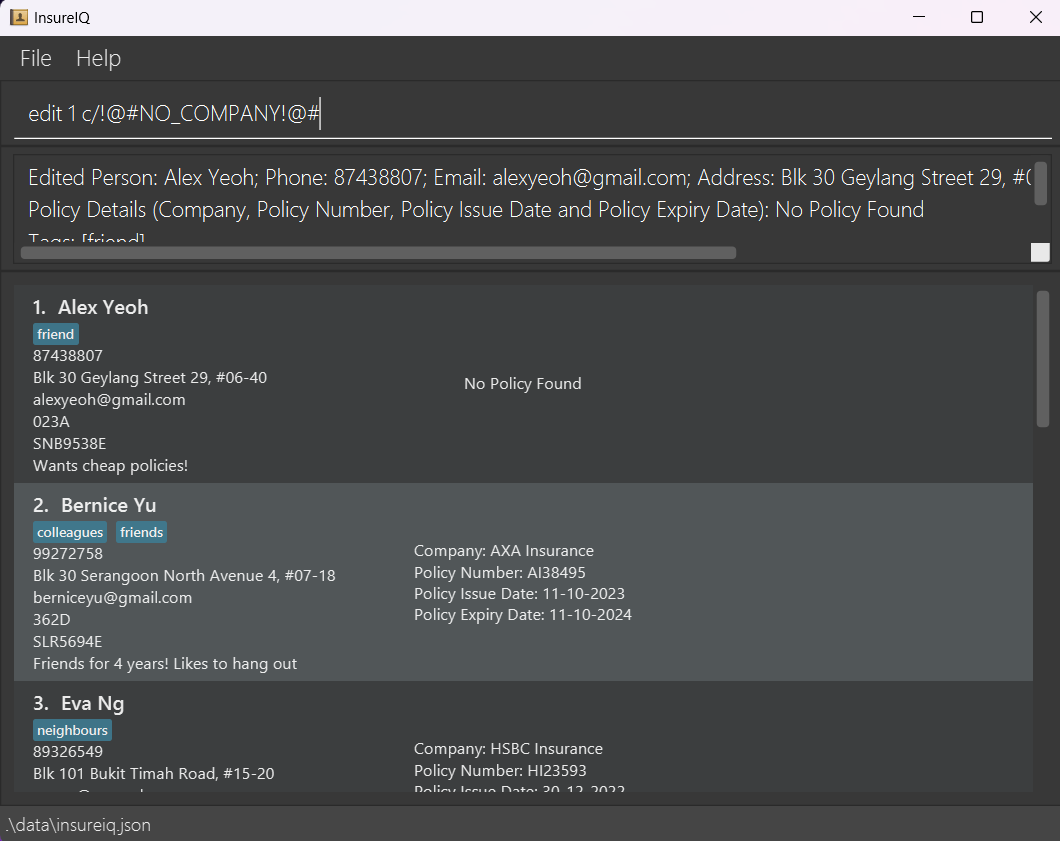 InsureIQ
File Help
edit 1 c/!@#NO_COMPANY!@#
Edited Person: Alex Yeoh; Phone: 87438807; Email: alexyeoh@gmail.com; Address: Blk 30 Geylang Street 29,
Policy Details (Company, Policy Number, Policy Issue Date and Policy Expiry Date): No Policy Found
Tags: [friend]
1. Alex Yeoh
friend
87438807
Blk 30 Geylang Street 29, #06-40
alexyeoh@gmail.com
023A
SNB9538E
Wants cheap policies!
No Policy Found
2. Bernice Yu
colleagues friends
99272758
Blk 30 Serangoon North Avenue 4, #07-18
berniceyu@gmail.com
362D
SLR5694E
Friends for 4 years! Likes to hang out
Company: AXA Insurance
Policy Number: AI38495
Policy Issue Date: 11-10-2023
Policy Expiry Date: 11-10-2024
3. Eva Ng
neighbours
89326549
Blk 101 Bukit Timah Road, #15-20
Company: HSBC Insurance
Policy Number: HI23593
Policy Issue Date: 30-12-2022
.\data\insureiq.json